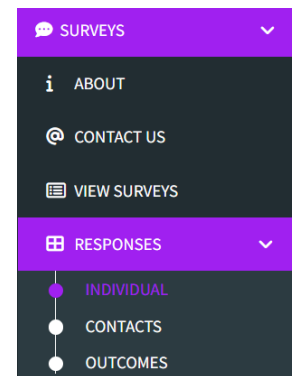 SURVEYS
ABOUT
CONTACT US
VIEW SURVEYS
RESPONSES
INDIVIDUAL
CONTACTS
OUTCOMES